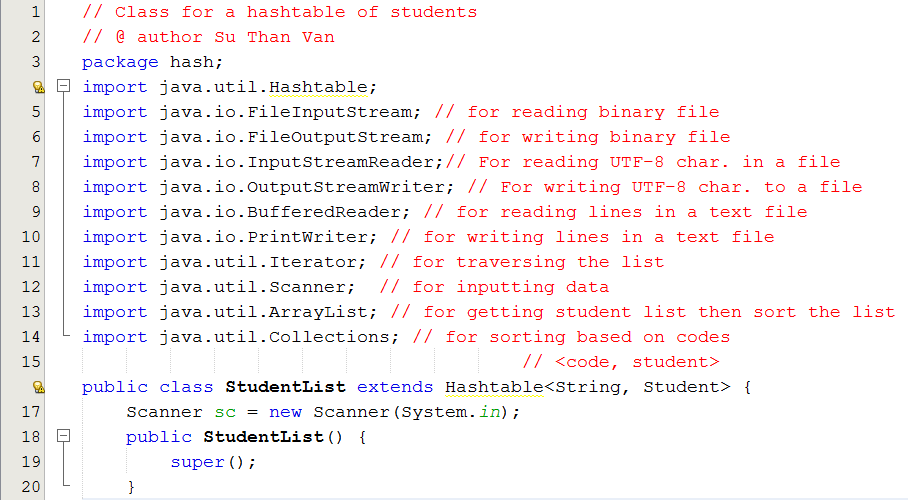 1 // Class for a hashtable of students
2 // @ author Su Than Van
3 package hash;
import java.util.Hashtable;
5 import java.io.FileInputStream; // for reading binary file
6 import java.io.FileOutputStream; // for writing binary file
7 import java.io.InputStreamReader;// For reading UTF-8 char. in a file
8 import java.io.OutputStreamWriter; // For writing UTF-8 char. to a file
9 import java.io.BufferedReader; // for reading lines in a text file
10 import java.io.PrintWriter; // for writing lines in a text file
11 import java.util.Iterator; // for traversing the list
12 import java.util.Scanner;  // for inputting data
13 import java.util.ArrayList; // for getting student list then sort the list
14 import java.util.Collections; // for sorting based on codes
15 // <code, student>
public class StudentList extends Hashtable<String, Student> {
17 Scanner sc = new Scanner(System.in);
18 public StudentList() {
19 super();
20 }